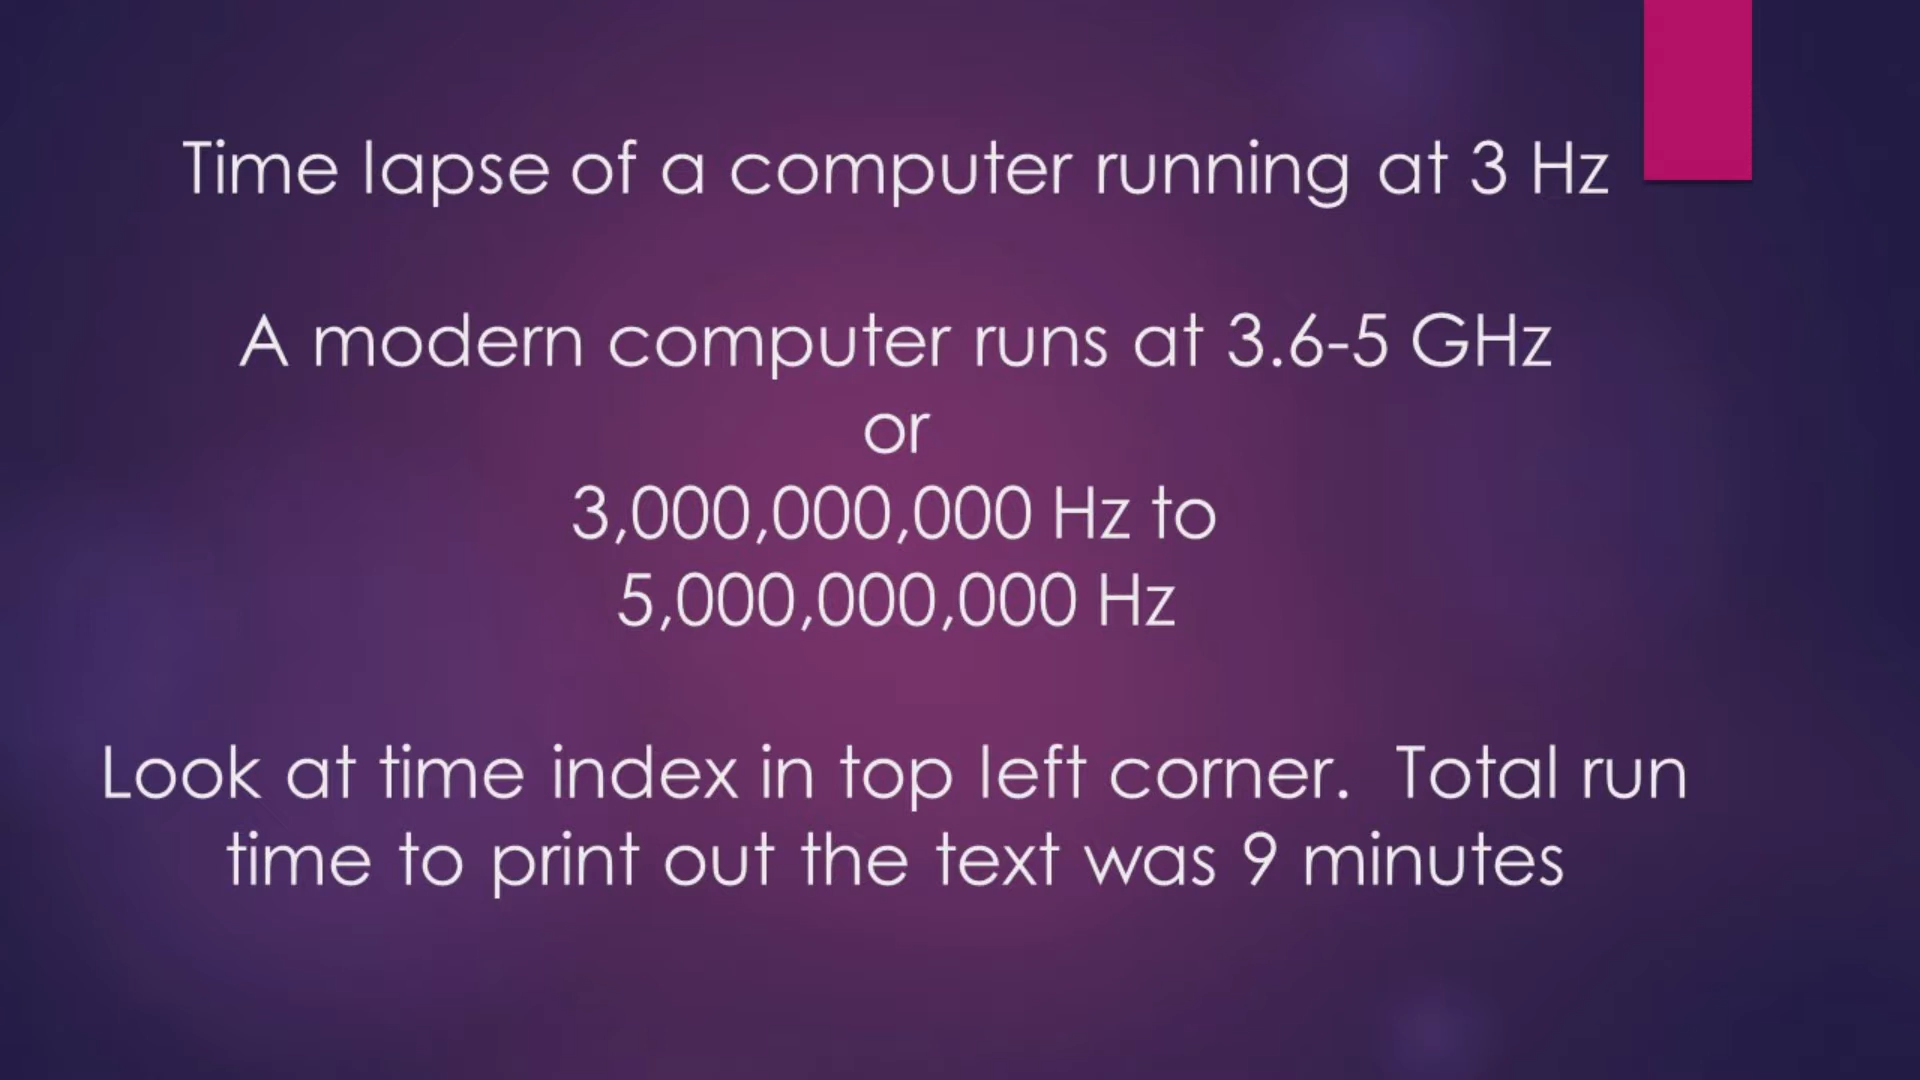 Time lapse of a computer running at 3 Hz
A modern computer runs at 3.6-5 GHz
or
3,000,000,000 Hz to
5,000,000,000 Hz
Look at time index in top left corner. Total run
time to print out the text was 9 minutes